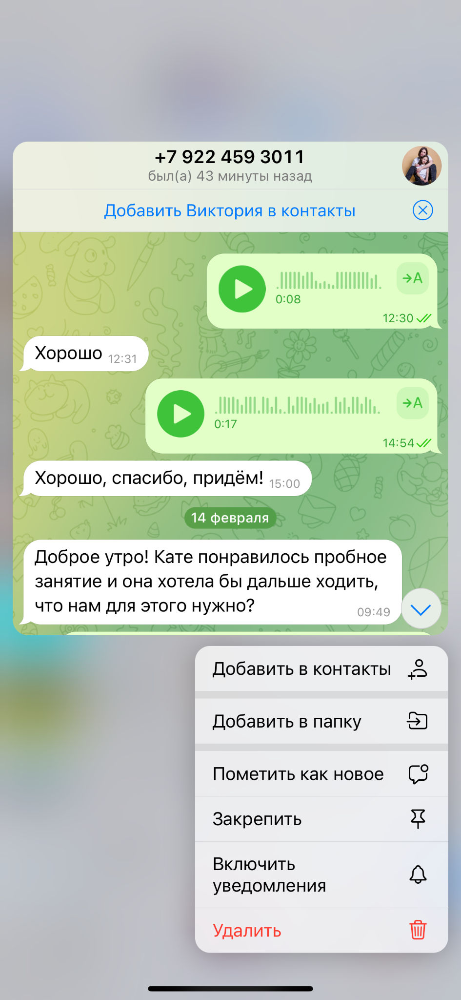 +7 922 459 3011
был(а) 43 минуты назад
Добавить Виктория в контакты
→A
0:08
12:30
Хорошо 12:31
→A
0:17
14:54
Хорошо, спасибо, придём! 15:00
14 февраля
Доброе утро! Кате понравилось пробное
занятие и она хотела бы дальше ходить,
что нам для этого нужно?
09:49
Добавить в контакты
Добавить в папку
Пометить как новое
Закрепить
Включить
уведомления
Удалить